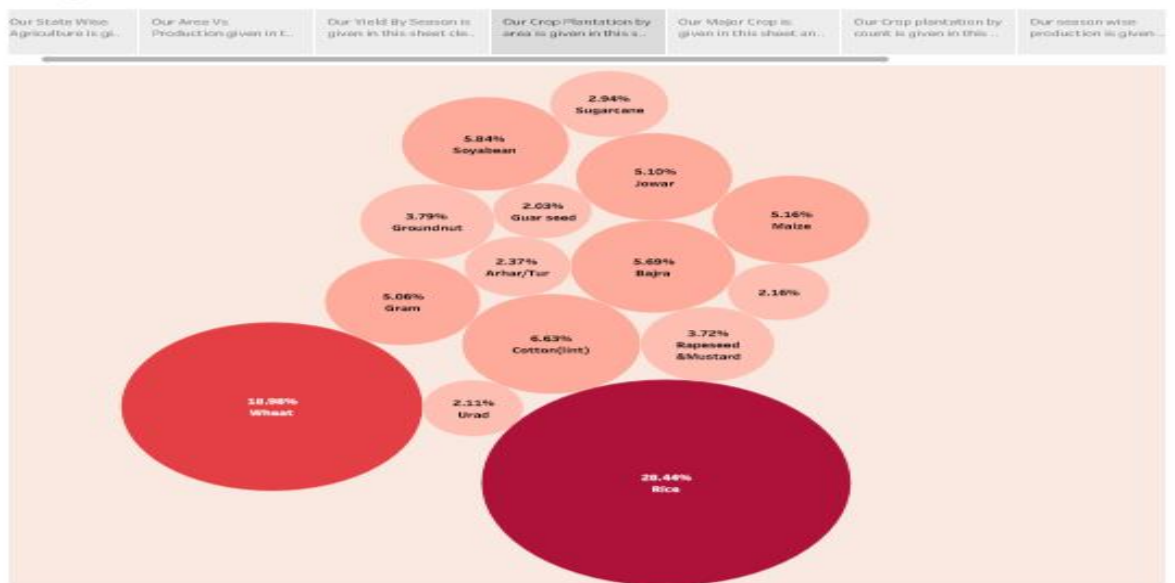 Our State Wise
Agriculture is gi..
Our Area Vs
Production given in t..
Our Yield By Season is
given in this sheet cle..
Our Crop Plantation by
area is given in this s..
Our Major Crop is
given in this sheet an..
Our Crop plantation by
count is given in this ..
Our season wise
production is given..
2.94%
Sugarcane
5.84%
Soyabean
5.10%
Jowar
2.03%
Guar seed
3.79%
Groundnut
5.16%
Maize
2.37%
Arhar/Tur
5.69%
Bajra
5.06%
Gram
2.16%
6.63%
Cotton(lint)
3.72%
Rapeseed
&Mustard
18.98%
Wheat
2.11%
Urad
28.44%
Rice